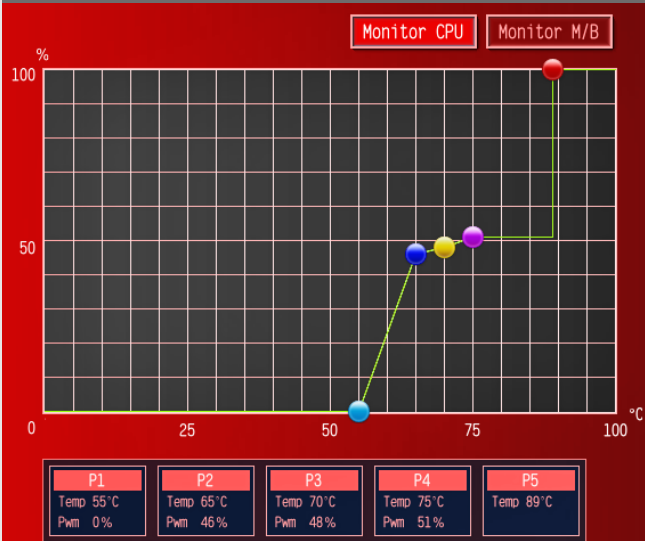 Monitor CPU
Monitor M/B
%
100
50
0
25
50
75
100
°C
P1
Temp 55°C
Pwm 0%
P2
Temp 65°C
Pwm 46%
P3
Temp 70°C
Pwm 48%
P4
Temp 75°C
Pwm 51%
P5
Temp 89°C